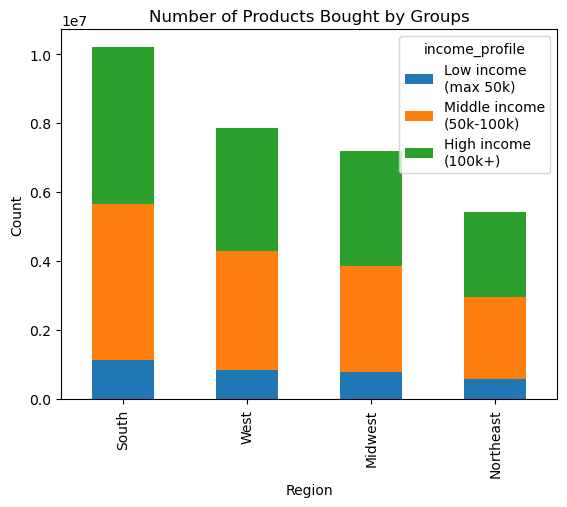 Number of Products Bought by Groups
1e7
income_profile
Low income
(max 50k)
Middle income
(50k-100k)
High income
(100k+)
1.0
0.8
0.6
0.4
0.2
0.0
Count
South
West
Midwest
Northeast
Region